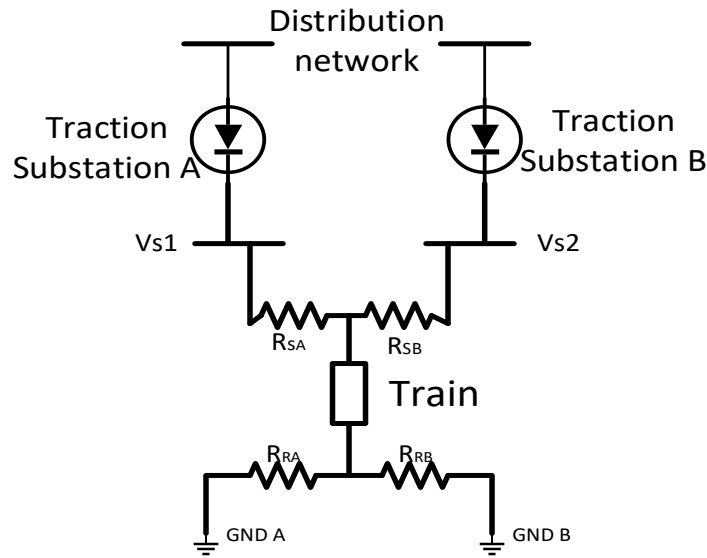 Distribution
network
Traction
Substation A
Traction
Substation B
Vs1
Vs2
RSA
RSB
Train
RRA
RRB
GND A
GND B